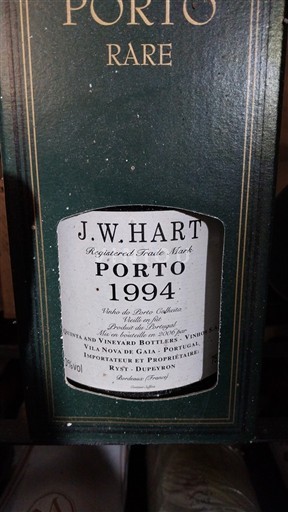 PORTO
RARE
J.W. HART
Registered Trade Mark
PORTO
1994
Vinho do Porto Colheita
Vieilli en fût
Produit du Portugal
Mis en bouteille en 2006 par
QUINTA AND VINEYARD BOTTLERS - VINHOS
VILA NOVA DE GAIA - PORTUGAL
IMPORTATEUR ET PROPRIÉTAIRE:
RYST - DUPEYRON
Bordeaux (France)
%vol